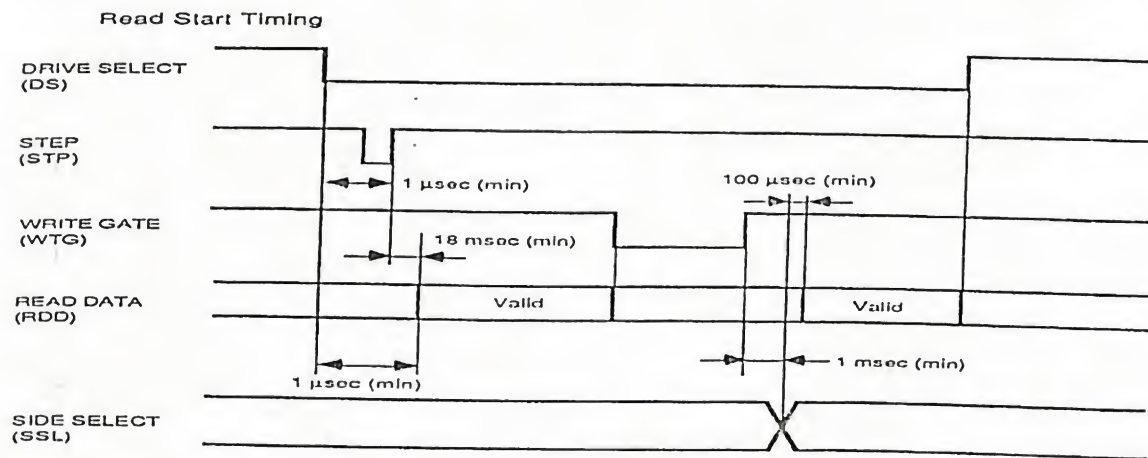 Read Start Timing
DRIVE SELECT
(DS)
STEP
(STP)
1 µsec (min)
100 µsec (min)
WRITE GATE
(WTG)
18 msec (min)
READ DATA
(RDD)
Valid
Valid
1 msec (min)
1 µsec (min)
SIDE SELECT
(SSL)